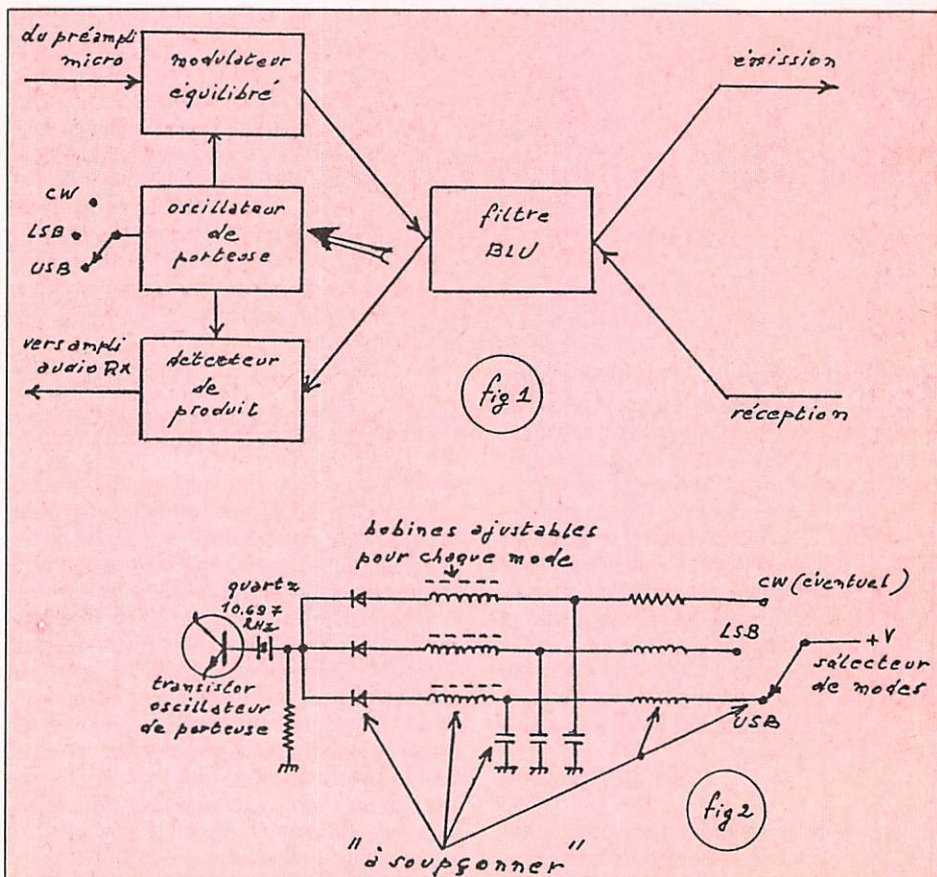 du préampli
micro
modulateur
équilibré
émission
CW
LSB
USB
oscillateur
de
porteuse
filtre
BLU
vers ampli
audio Rx
détecteur
de
produit
fig 1
réception
bobines ajustables
pour chaque mode
quartz
10.697
KHz
CW (éventuel)
LSB
+V
sélecteur
de modes
USB
transistor
oscillateur
de porteuse
fig 2
"à soupçonner"